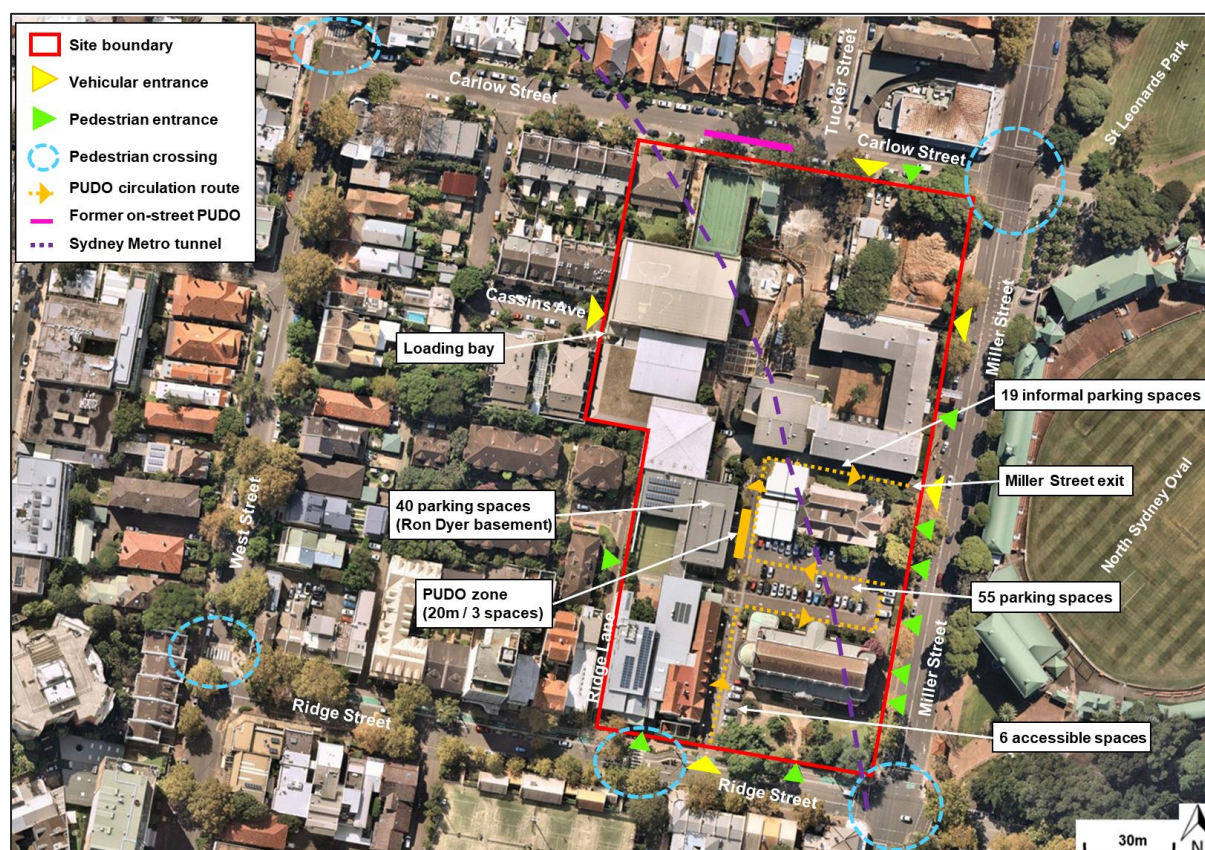 Site boundary
Vehicular entrance
Pedestrian entrance
Pedestrian crossing
PUDO circulation route
Former on-street PUDO
Sydney Metro tunnel
Carlow Street
Tucker Street
St Leonards Park
Carlow Street
Cassins Ave
Loading bay
Miller Street
19 informal parking spaces
Miller Street exit
40 parking spaces
(Ron Dyer basement)
West Street
North Sydney Oval
PUDO zone
(20m / 3 spaces)
55 parking spaces
Ridge Lane
Miller Street
Ridge Street
6 accessible spaces
Ridge Street
30m
N